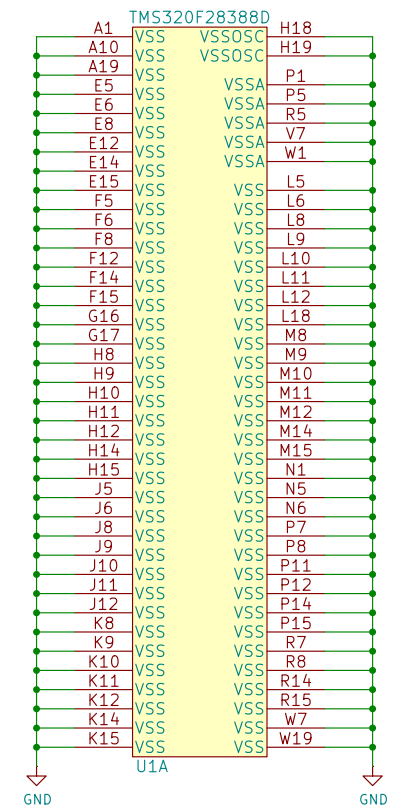 TMS320F28388D
A1 VSS VSSOSC H18
A10 VSS VSSOSC H19
A19 VSS
E5 VSS VSSA P1
E6 VSS VSSA P5
E8 VSS VSSA R5
E12 VSS VSSA V7
E14 VSS VSSA W1
E15 VSS VSS L5
F5 VSS VSS L6
F6 VSS VSS L8
F8 VSS VSS L9
F12 VSS VSS L10
F14 VSS VSS L11
F15 VSS VSS L12
G16 VSS VSS L18
G17 VSS VSS M8
H8 VSS VSS M9
H9 VSS VSS M10
H10 VSS VSS M11
H11 VSS VSS M12
H12 VSS VSS M14
H14 VSS VSS M15
H15 VSS VSS N1
J5 VSS VSS N5
J6 VSS VSS N6
J8 VSS VSS P7
J9 VSS VSS P8
J10 VSS VSS P11
J11 VSS VSS P12
J12 VSS VSS P14
K8 VSS VSS P15
K9 VSS VSS R7
K10 VSS VSS R8
K11 VSS VSS R14
K12 VSS VSS R15
K14 VSS VSS W7
K15 VSS VSS W19
U1A
GND GND